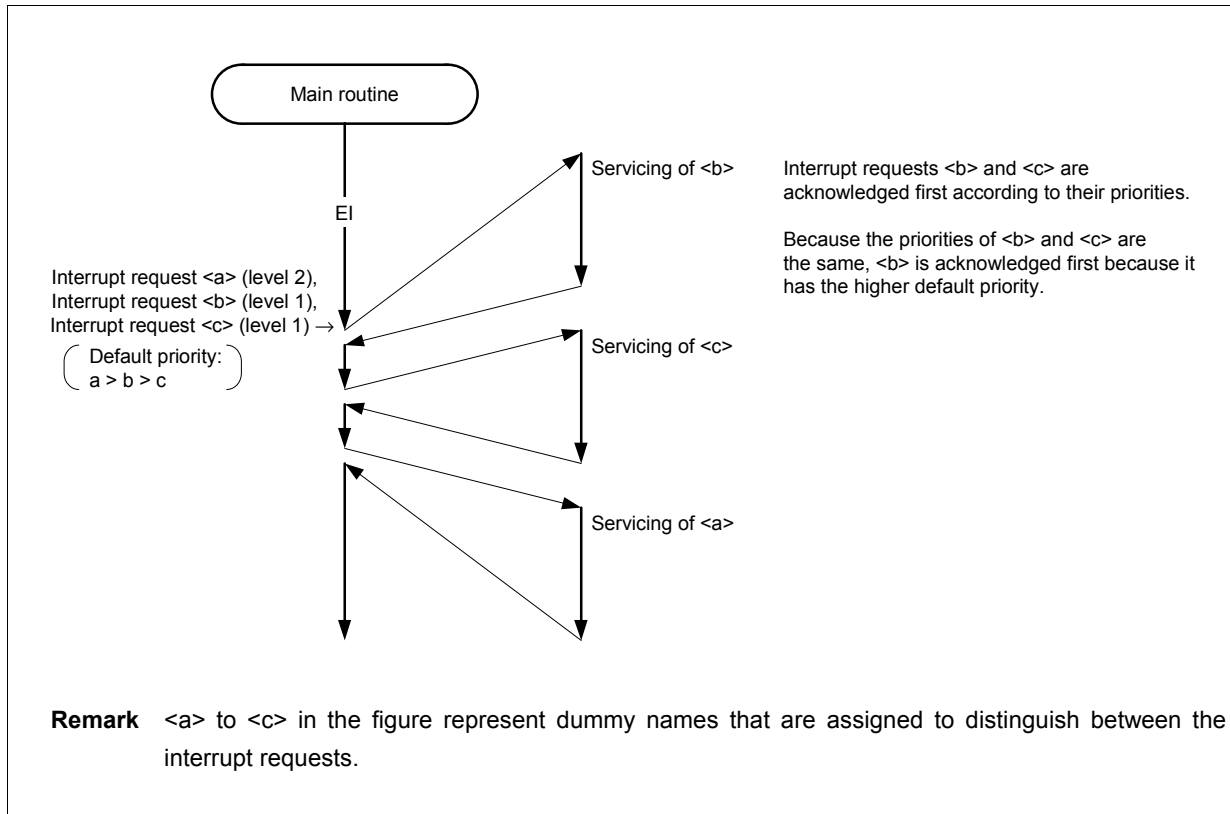 Main routine
EI
Interrupt request <a> (level 2),
Interrupt request <b> (level 1),
Interrupt request <c> (level 1) →
Default priority:
a > b > c
Servicing of <b>
Servicing of <c>
Servicing of <a>
Interrupt requests <b> and <c> are
acknowledged first according to their priorities.
Because the priorities of <b> and <c> are
the same, <b> is acknowledged first because it
has the higher default priority.
Remark <a> to <c> in the figure represent dummy names that are assigned to distinguish between the
interrupt requests.